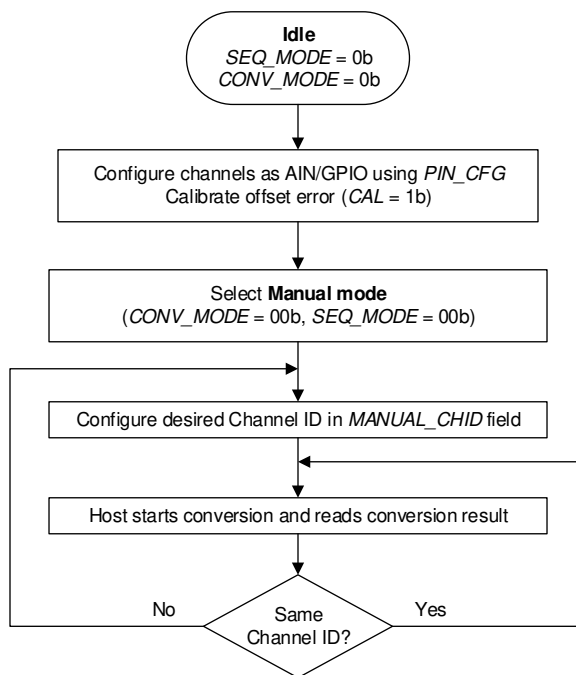 Idle
SEQ_MODE = 0b
CONV_MODE = 0b
Configure channels as AIN/GPIO using PIN_CFG
Calibrate offset error (CAL = 1b)
Select Manual mode
(CONV_MODE = 00b, SEQ_MODE = 00b)
Configure desired Channel ID in MANUAL_CHID field
Host starts conversion and reads conversion result
No
Same
Channel ID?
Yes